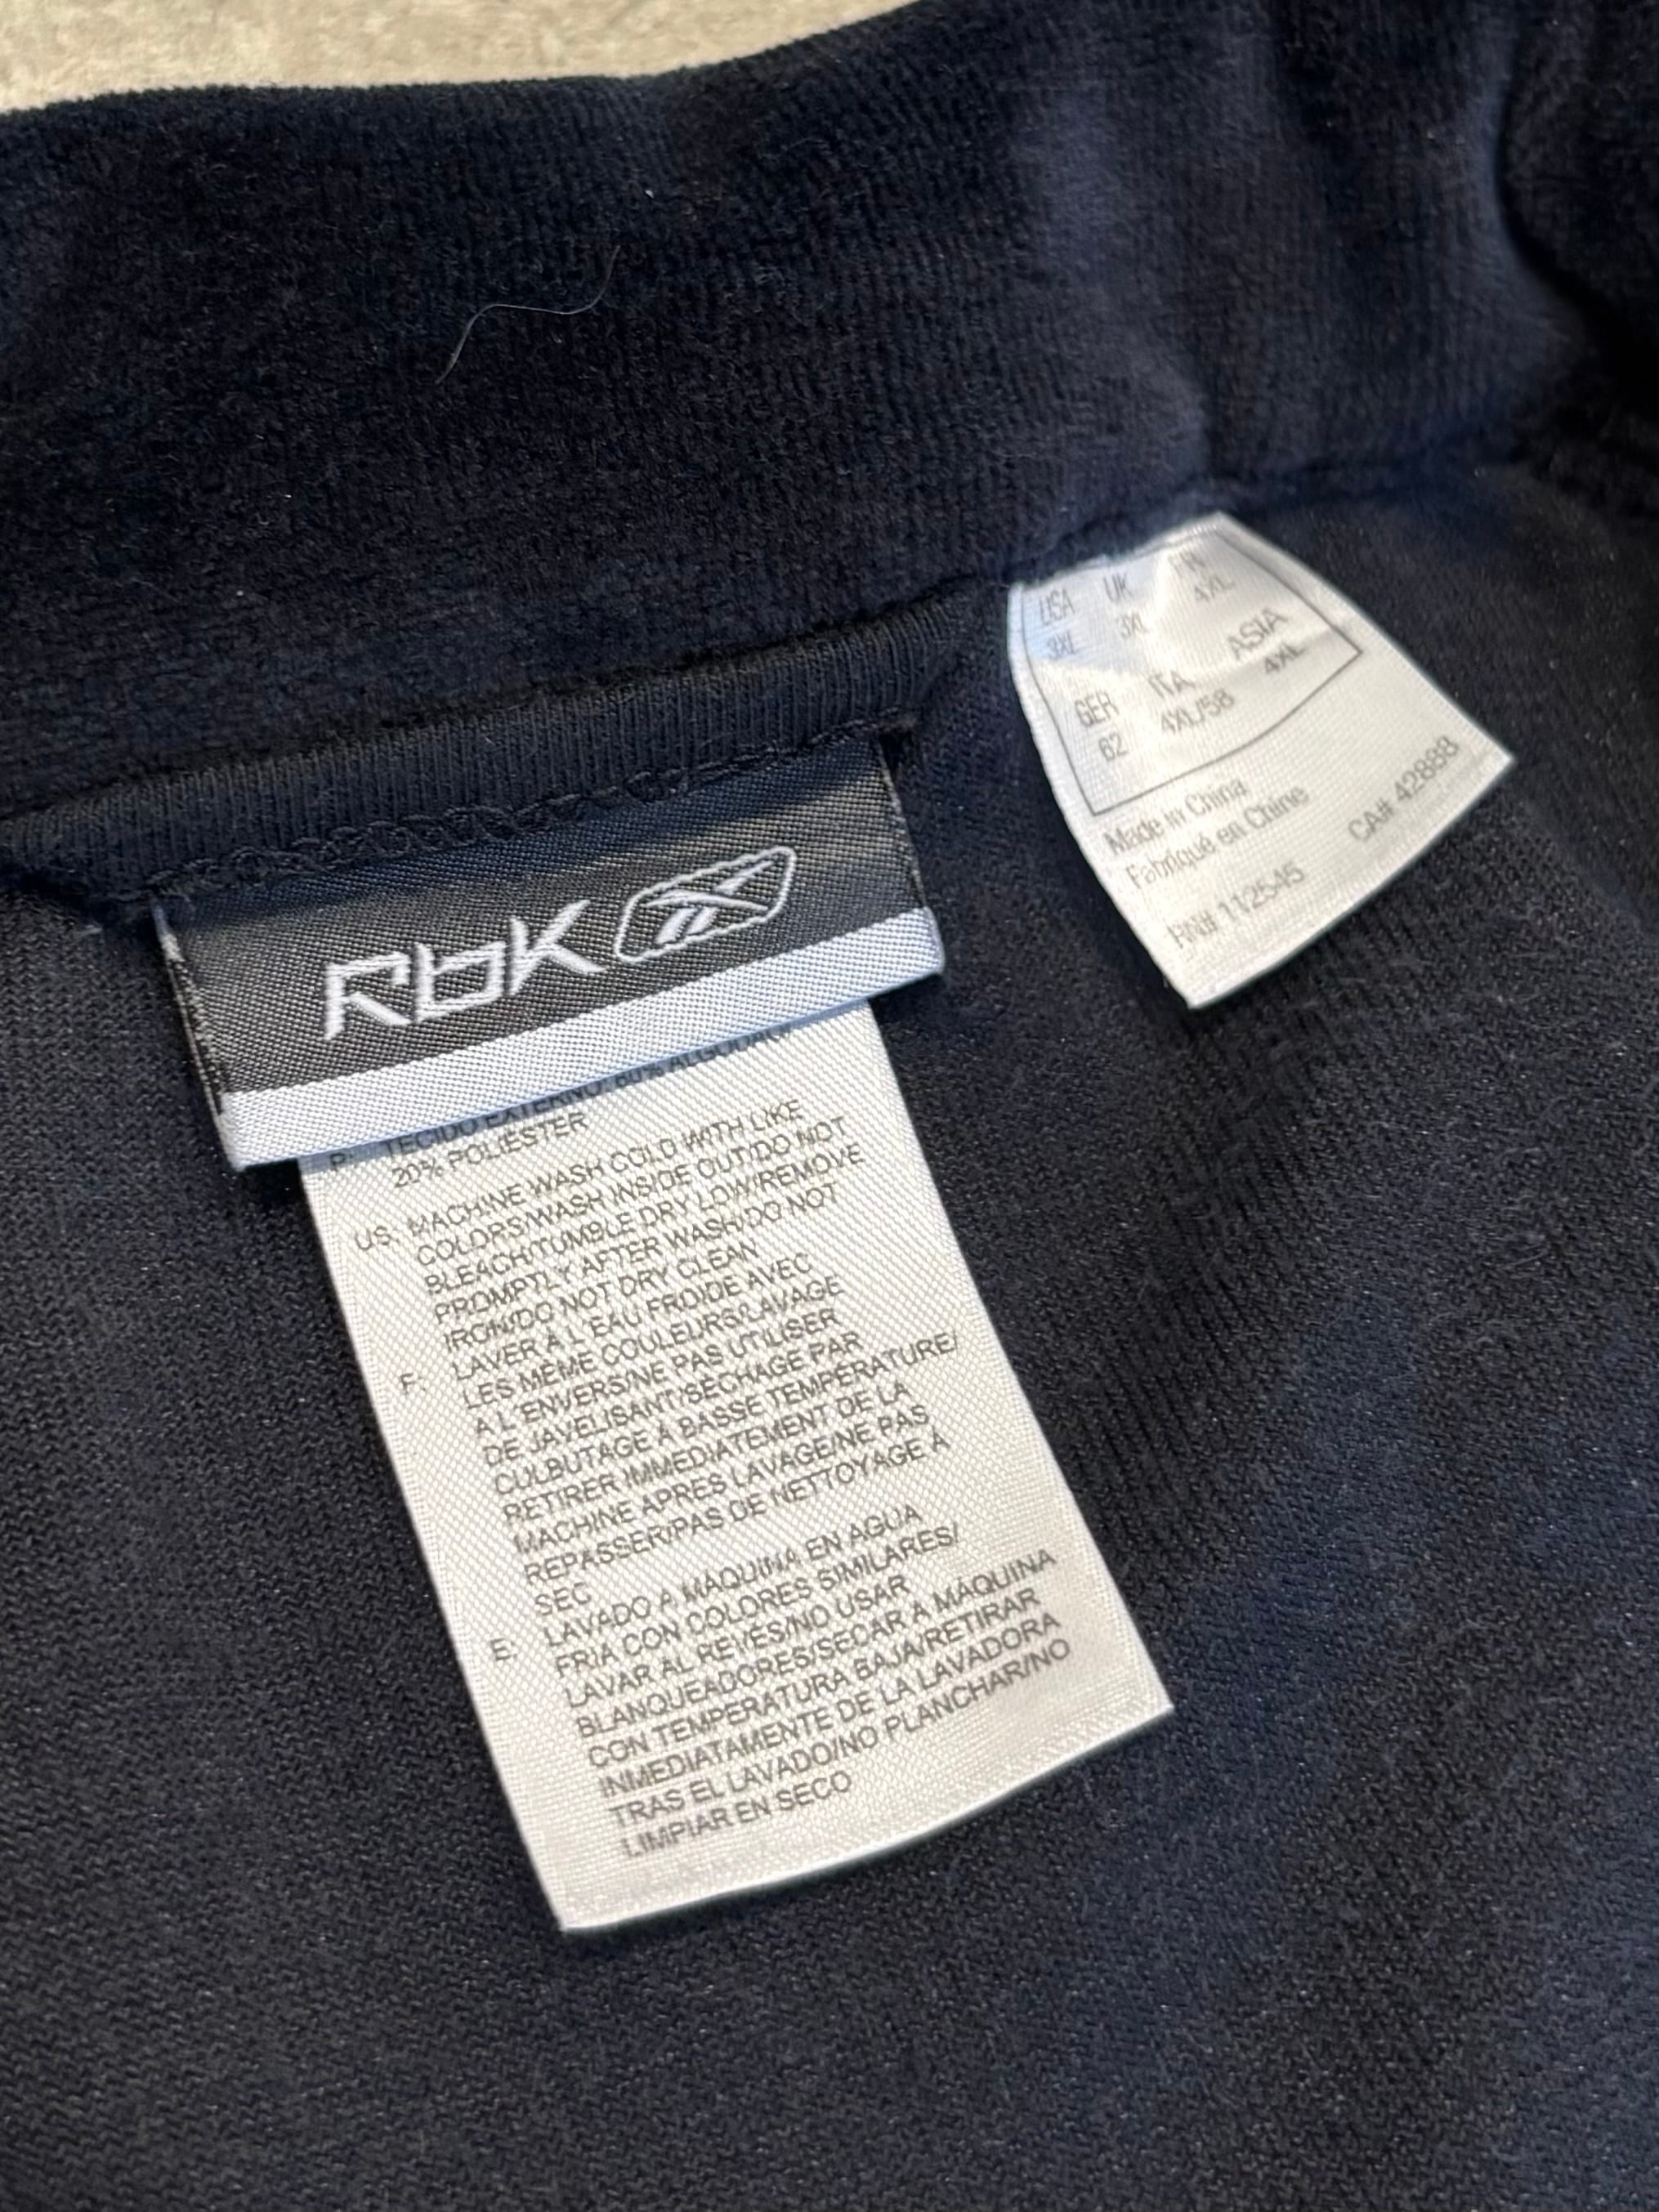 Rbk
P: TECIDO EXTERNO: 80% ALGODÃO
20% POLIÉSTER
US: MACHINE WASH COLD WITH LIKE
COLORS/WASH INSIDE OUT/DO NOT
BLEACH/TUMBLE DRY LOW/REMOVE
PROMPTLY AFTER WASH/DO NOT
IRON/DO NOT DRY CLEAN
F: LAVER À L'EAU FROIDE AVEC
LES MÊME COULEURS/LAVAGE
A L'ENVERS/NE PAS UTILISER
DE JAVELISANT/SÉCHAGE PAR
CULBUTAGE À BASSE TEMPÉRATURE/
RETIRER IMMÉDIATEMENT DE LA
MACHINE APRÈS LAVAGE/NE PAS
REPASSER/PAS DE NETTOYAGE À
SEC
E: LAVADO A MÁQUINA EN AGUA
FRIA CON COLORES SIMILARES/
LAVAR AL REVÉS/NO USAR
BLANQUEADORES/SECAR A MÁQUINA
CON TEMPERATURA BAJA/RETIRAR
INMEDIATAMENTE DE LA LAVADORA
TRAS EL LAVADO/NO PLANCHAR/NO
LIMPIAR EN SECO
USA UK
3XL 3XL 4XL
GER ITA ASIA
62 4XL/58 4XL
Made in China
Fabriqué en Chine
RN# 112545 CA# 42888